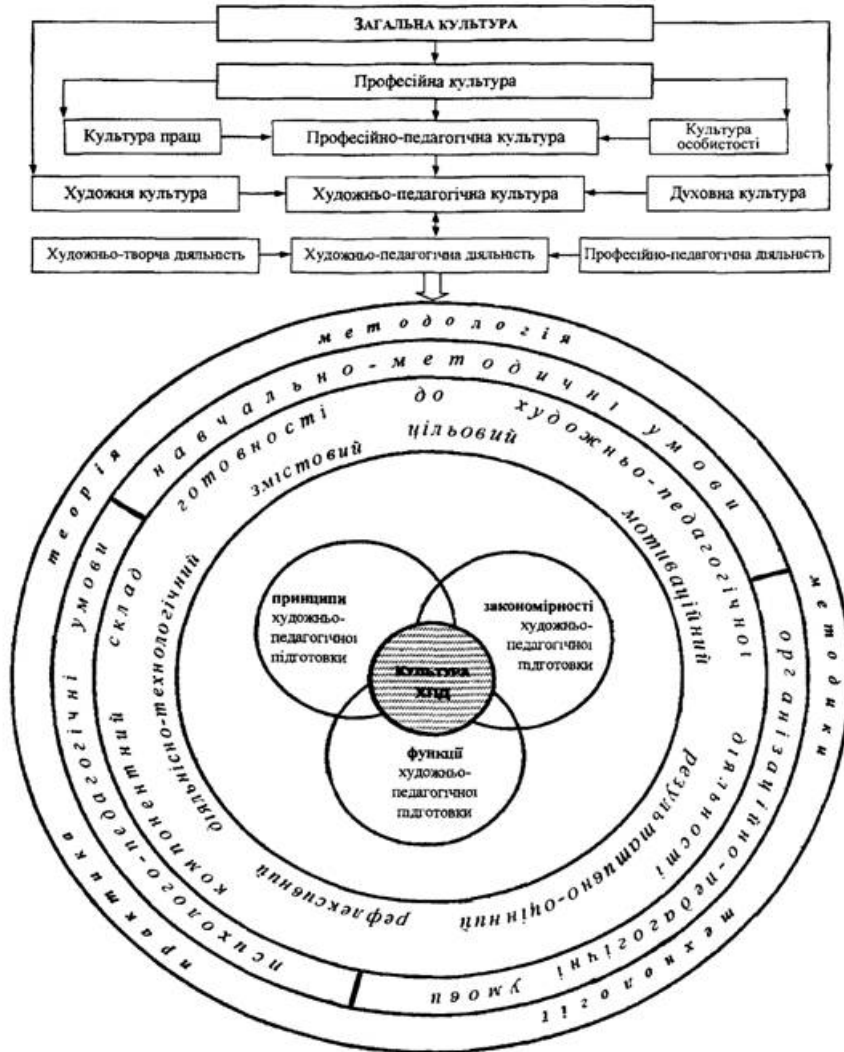 ЗАГАЛЬНА КУЛЬТУРА
Професійна культура
Культура праці
Професійно-педагогічна культура
Культура
особистості
Художня культура
Художньо-педагогічна культура
Духовна культура
Художньо-творча діяльність
Художньо-педагогічна діяльність
Професійно-педагогічна діяльність
теорія
методологія
методики
технології
практика
навчально-методичні умови
організаційно-педагогічні умови
психолого-педагогічні умови
компонентний склад готовності до художньо-педагогічної діяльності
змістовий
цільовий
мотиваційний
результативно-оцінний
рефлексивний
діяльнісно-технологічний
принципи
художньо-
педагогічної
підготовки
закономірності
художньо-
педагогічної
підготовки
КУЛЬТУРА
ХПД
функції
художньо-
педагогічної
підготовки